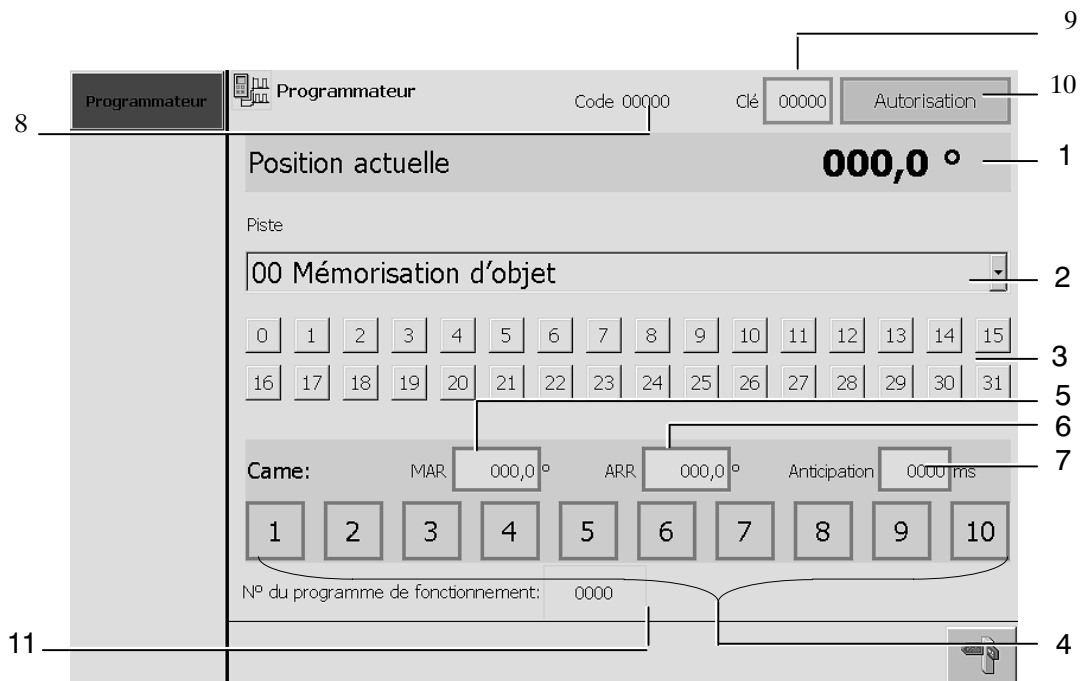 9
Programmateur
Programmateur
Code 00000
Clé 00000 Autorisation
10
8
Position actuelle 000,0 °
1
Piste
00 Mémorisation d'objet
2
0 1 2 3 4 5 6 7 8 9 10 11 12 13 14 15
3
16 17 18 19 20 21 22 23 24 25 26 27 28 29 30 31
5
6
Came: MAR 000,0 ° ARR 000,0 ° Anticipation 0000 ms
7
1 2 3 4 5 6 7 8 9 10
Nº du programme de fonctionnement: 0000
11
4